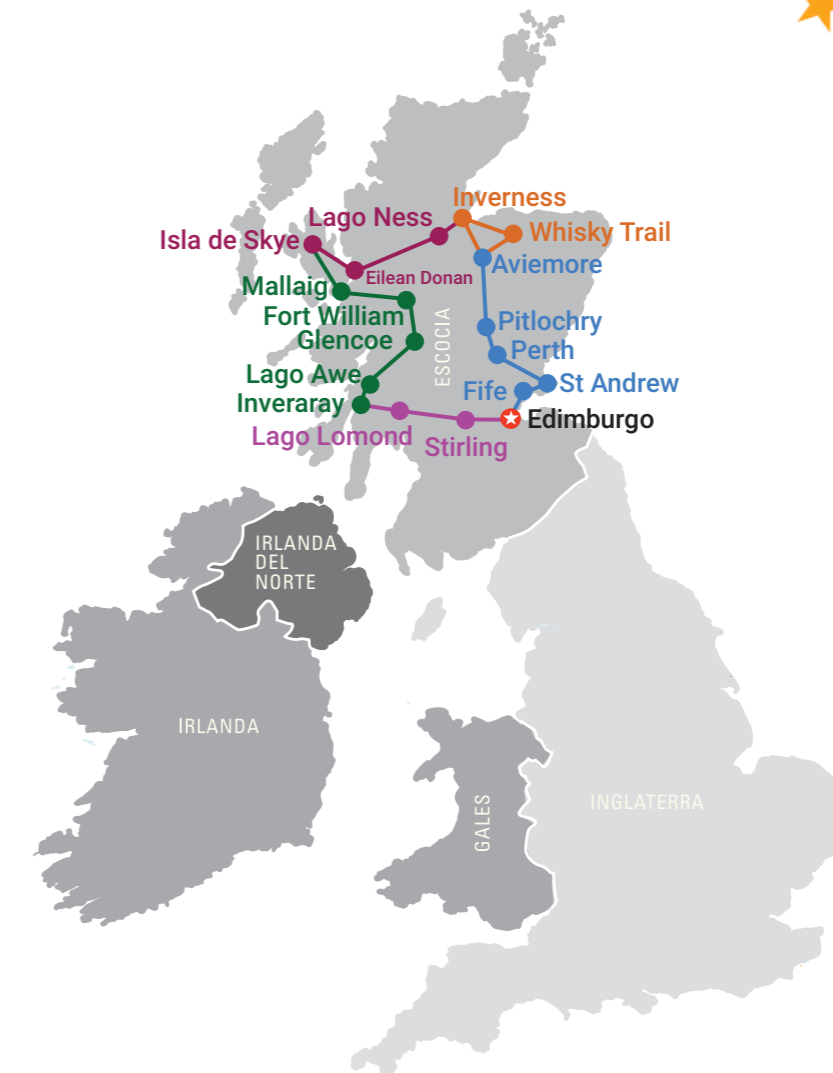 Inverness
Lago Ness
Whisky Trail
Isla de Skye
Aviemore
Eilean Donan
Mallaig
Fort William
Pitlochry
Glencoe
ESCOCIA
Perth
Lago Awe
St Andrew
Fife
Inveraray
Edimburgo
Lago Lomond
Stirling
IRLANDA
DEL
NORTE
IRLANDA
GALES
INGLATERRA